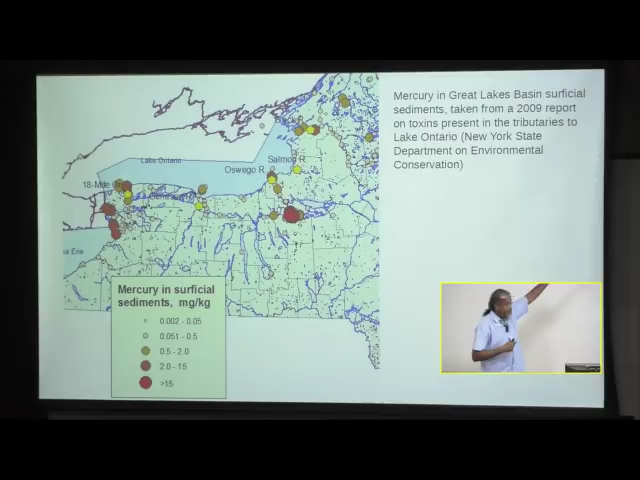 Mercury in Great Lakes Basin surficial
sediments, taken from a 2009 report
on toxins present in the tributaries to
Lake Ontario (New York State
Department on Environmental
Conservation)
Lake Ontario
Salmon R
Oswego R.
18-Mile
Erie
Mercury in surficial
sediments, mg/kg
0.002 - 0.05
0.051 - 0.5
0.5 - 2.0
2.0 - 15
>15